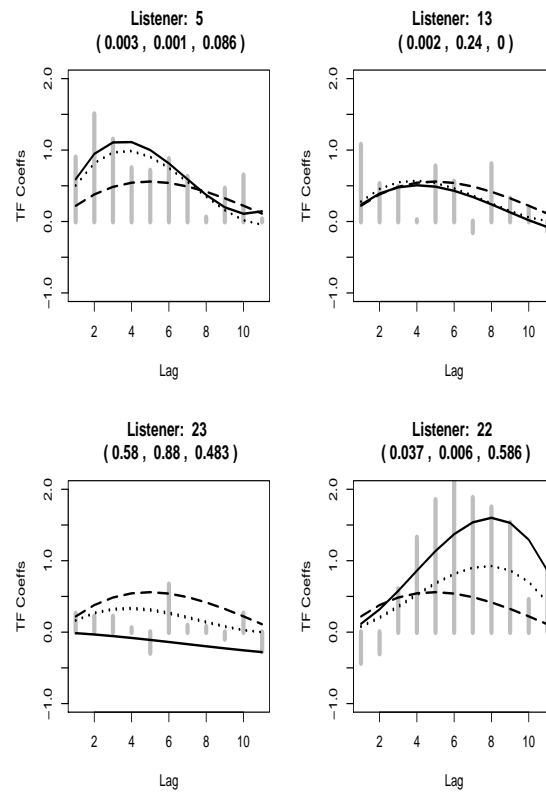 Listener: 5
( 0.003 , 0.001 , 0.086 )
TF Coeffs
2.0
1.0
0.0
−1.0
2 4 6 8 10
Lag
Listener: 13
( 0.002 , 0.24 , 0 )
TF Coeffs
2.0
1.0
0.0
−1.0
2 4 6 8 10
Lag
Listener: 23
( 0.58 , 0.88 , 0.483 )
TF Coeffs
2.0
1.0
0.0
−1.0
2 4 6 8 10
Lag
Listener: 22
( 0.037 , 0.006 , 0.586 )
TF Coeffs
2.0
1.0
0.0
−1.0
2 4 6 8 10
Lag